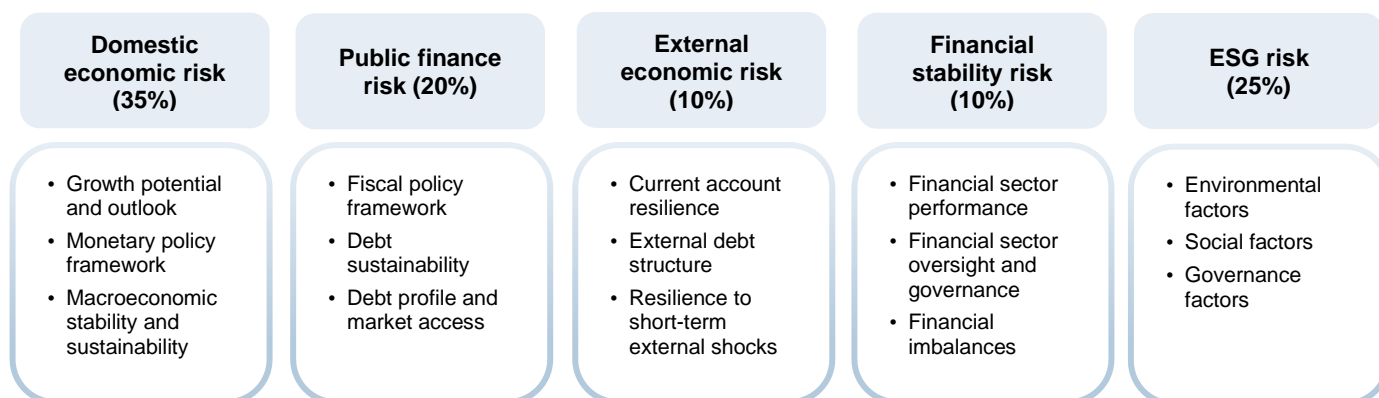 Domestic
economic risk
(35%)
• Growth potential
and outlook
• Monetary policy
framework
• Macroeconomic
stability and
sustainability
Public finance
risk (20%)
• Fiscal policy
framework
• Debt
sustainability
• Debt profile and
market access
External
economic risk
(10%)
• Current account
resilience
• External debt
structure
• Resilience to
short-term
external shocks
Financial
stability risk
(10%)
• Financial sector
performance
• Financial sector
oversight and
governance
• Financial
imbalances
ESG risk
(25%)
• Environmental
factors
• Social factors
• Governance
factors